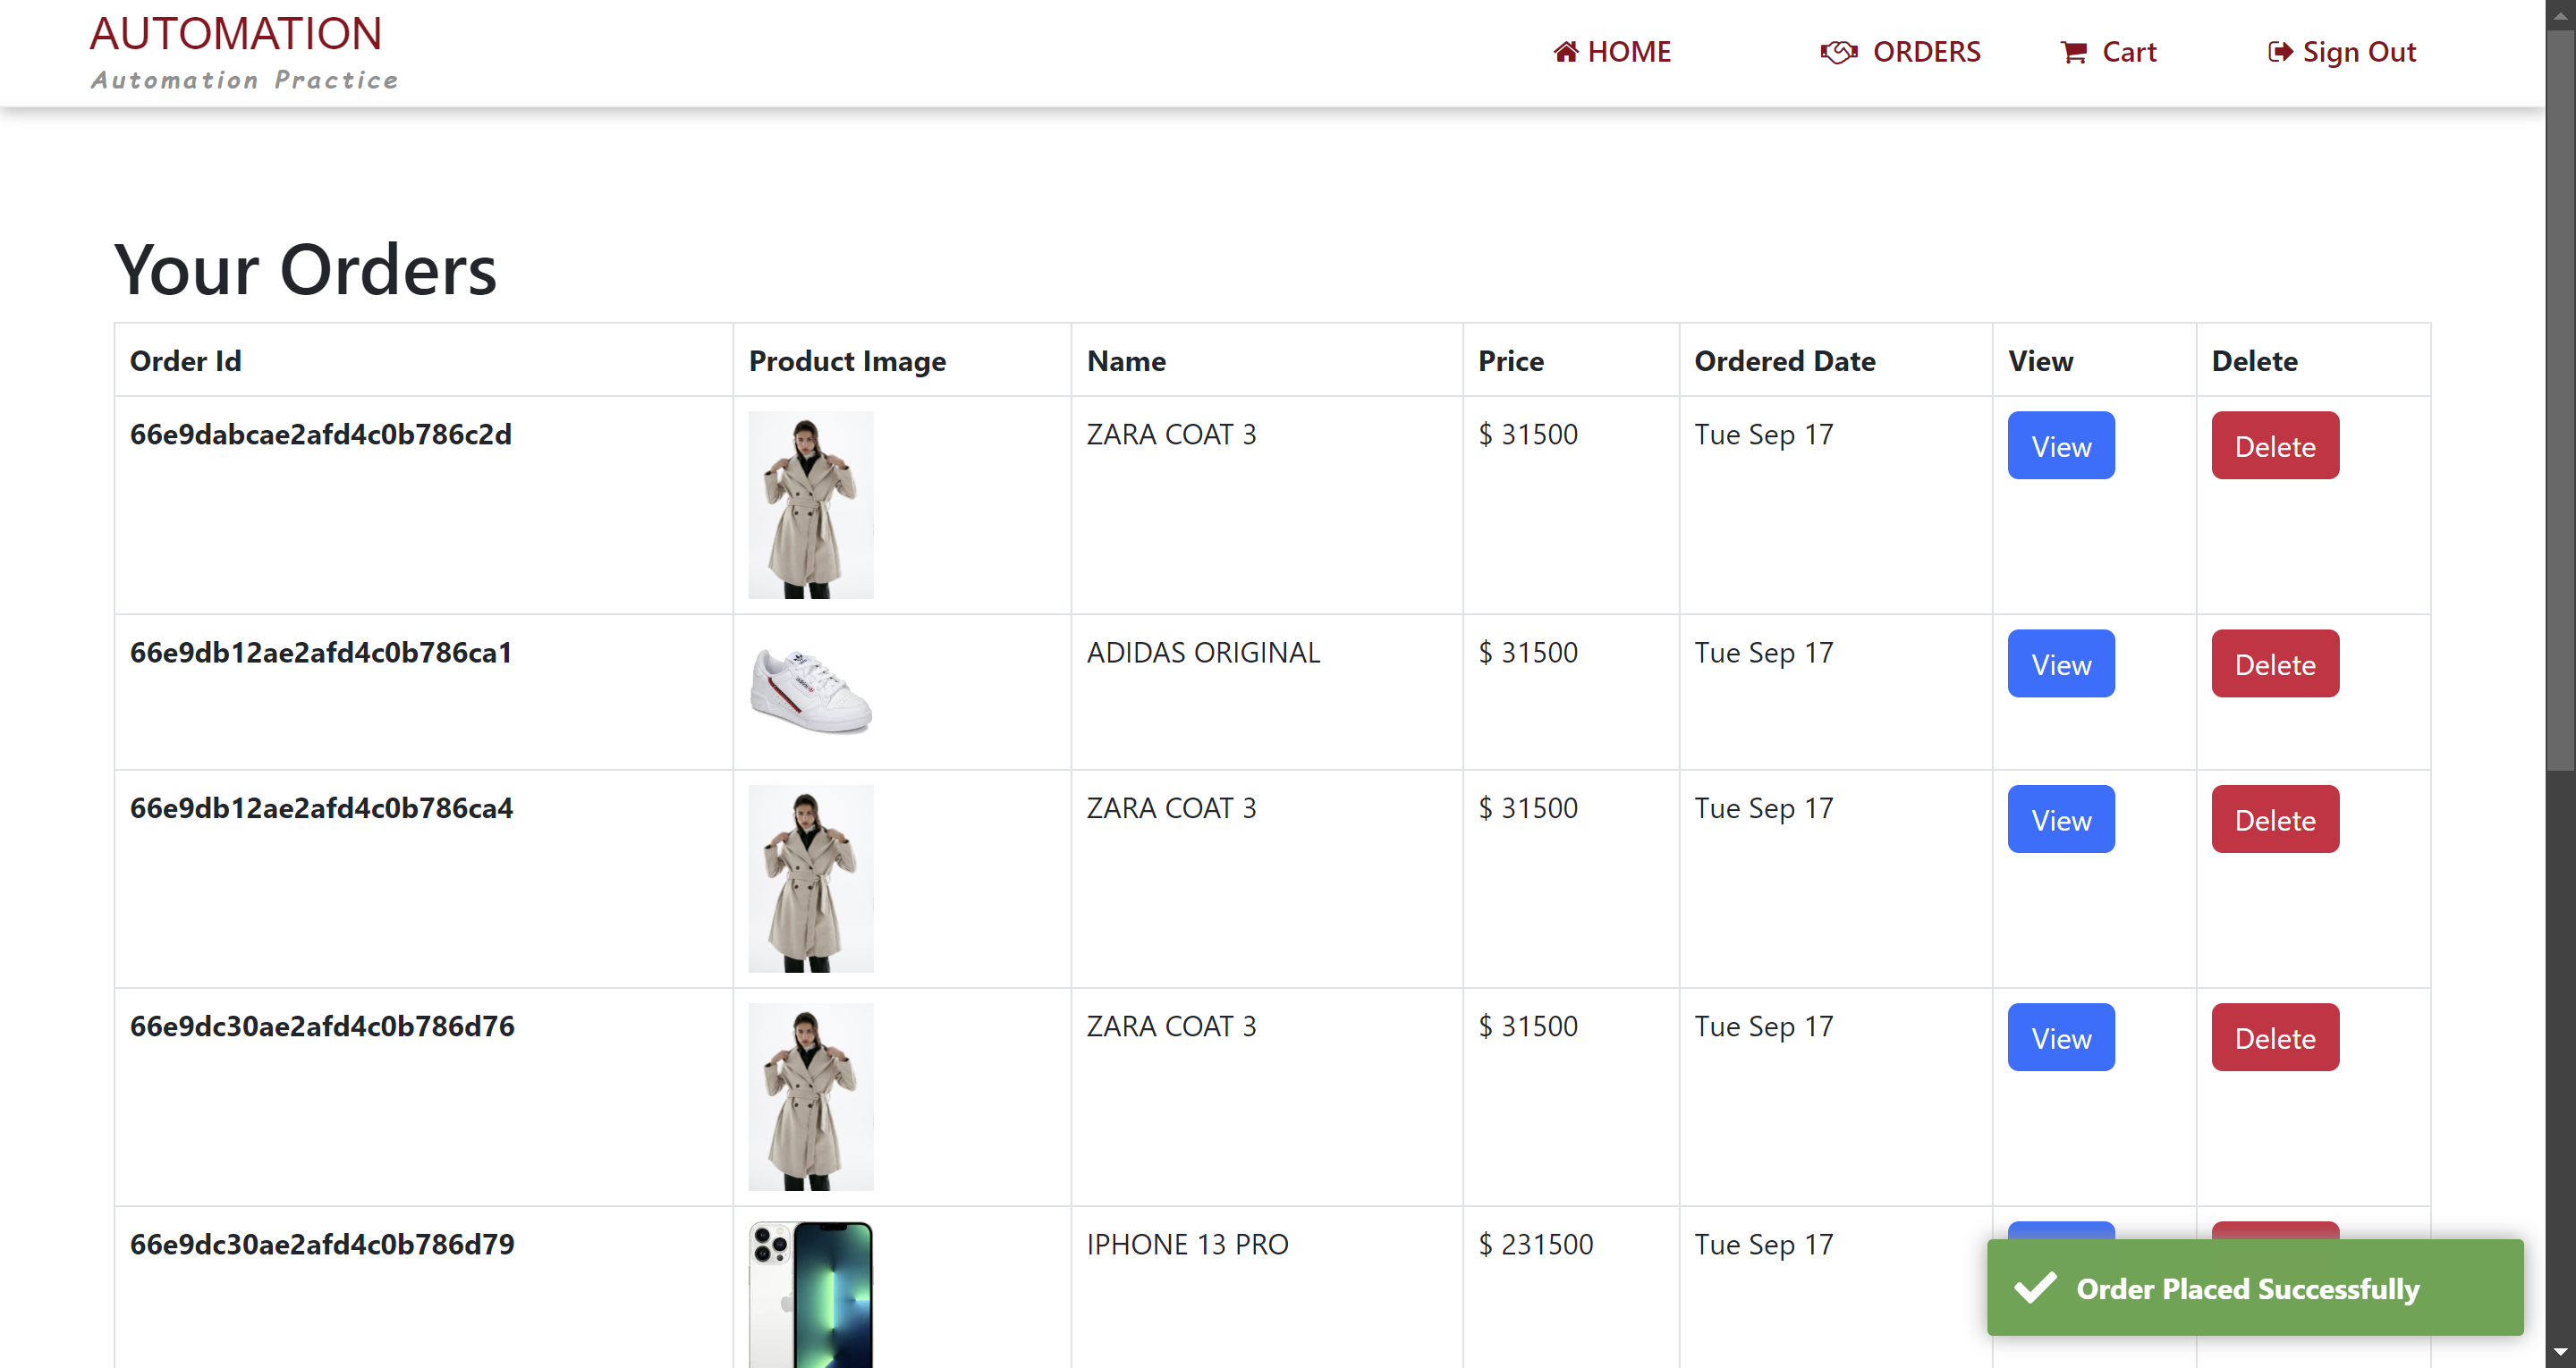 AUTOMATION
Automation Practice
HOME
ORDERS
Cart
Sign Out
Your Orders
Order Id Product Image Name Price Ordered Date View Delete
66e9dabcae2afd4c0b786c2d ZARA COAT 3 $ 31500 Tue Sep 17 View Delete
66e9db12ae2afd4c0b786ca1 ADIDAS ORIGINAL $ 31500 Tue Sep 17 View Delete
66e9db12ae2afd4c0b786ca4 ZARA COAT 3 $ 31500 Tue Sep 17 View Delete
66e9dc30ae2afd4c0b786d76 ZARA COAT 3 $ 31500 Tue Sep 17 View Delete
66e9dc30ae2afd4c0b786d79 IPHONE 13 PRO $ 231500 Tue Sep 17
Order Placed Successfully